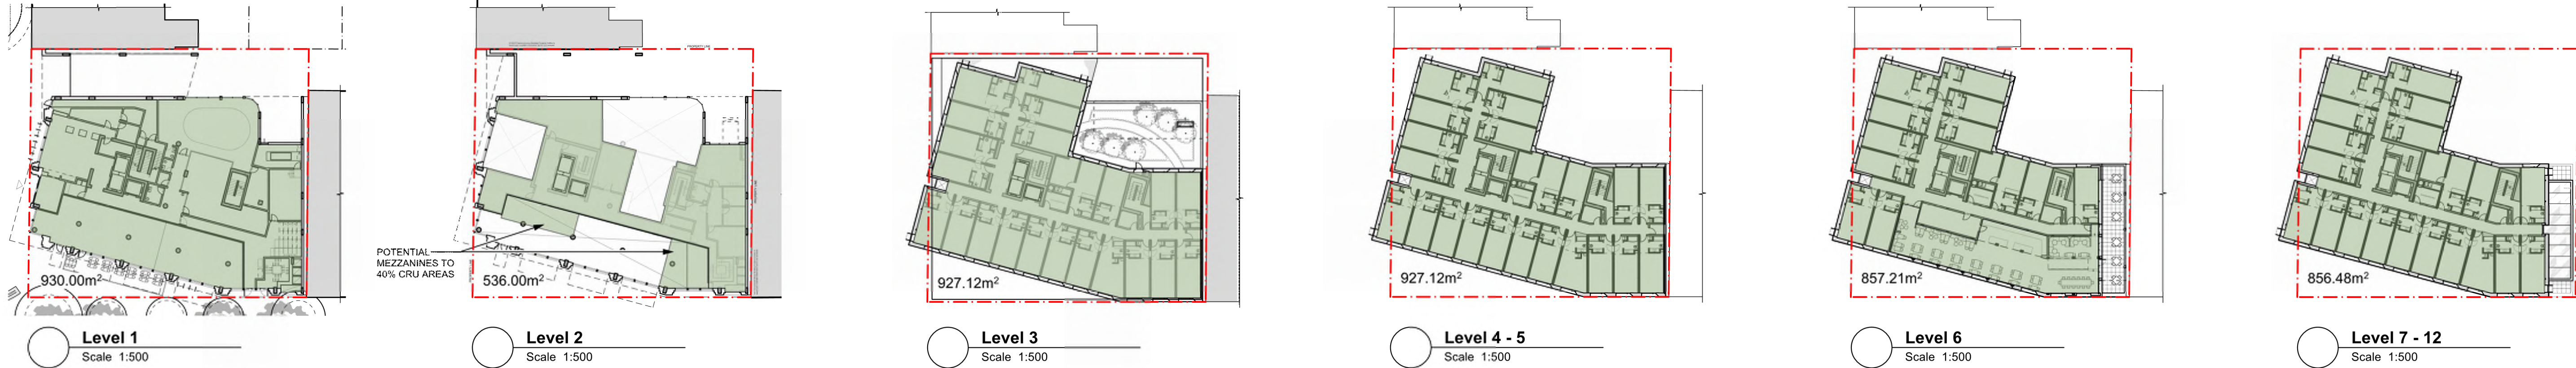 POTENTIAL
MEZZANINES TO
40% CRU AREAS
930.00m²
536.00m²
927.12m²
927.12m²
857.21m²
856.48m²
Level 1
Scale 1:500
Level 2
Scale 1:500
Level 3
Scale 1:500
Level 4 - 5
Scale 1:500
Level 6
Scale 1:500
Level 7 - 12
Scale 1:500